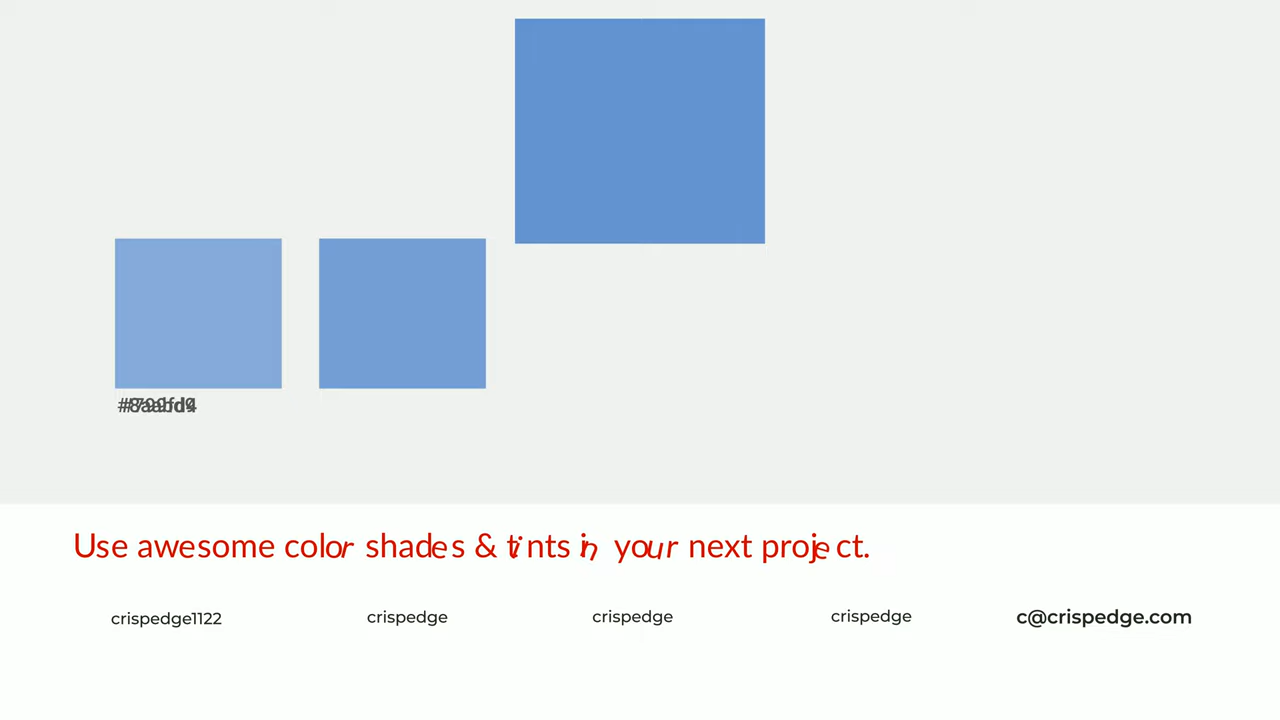 Use awesome color shades & tints in your next project.
crispedge1122 crispedge crispedge crispedge c@crispedge.com